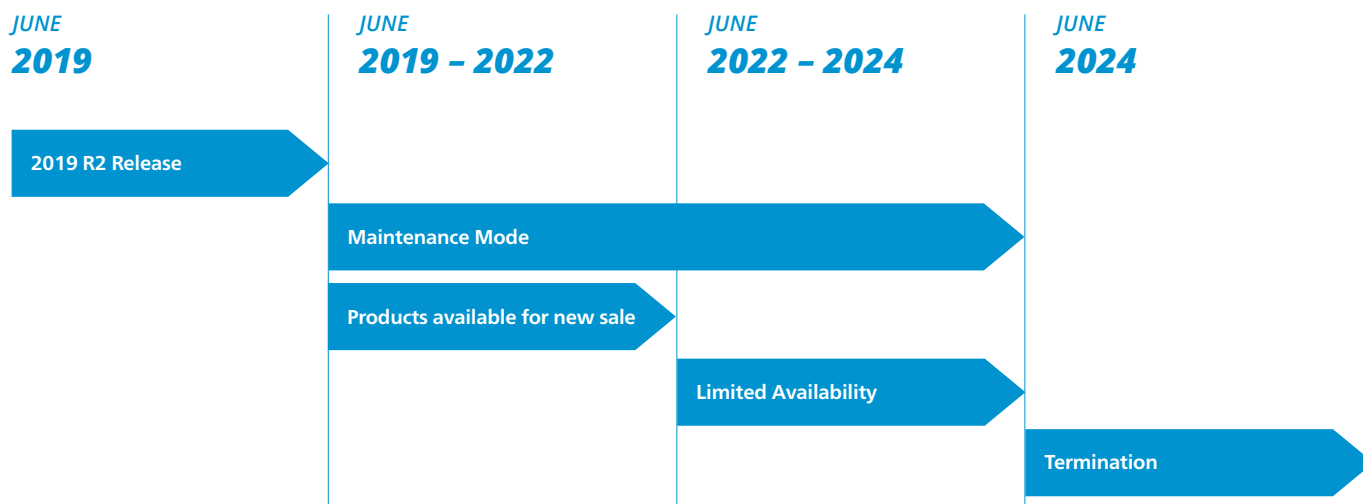 JUNE
2019
JUNE
2019 – 2022
JUNE
2022 – 2024
JUNE
2024
2019 R2 Release
Maintenance Mode
Products available for new sale
Limited Availability
Termination